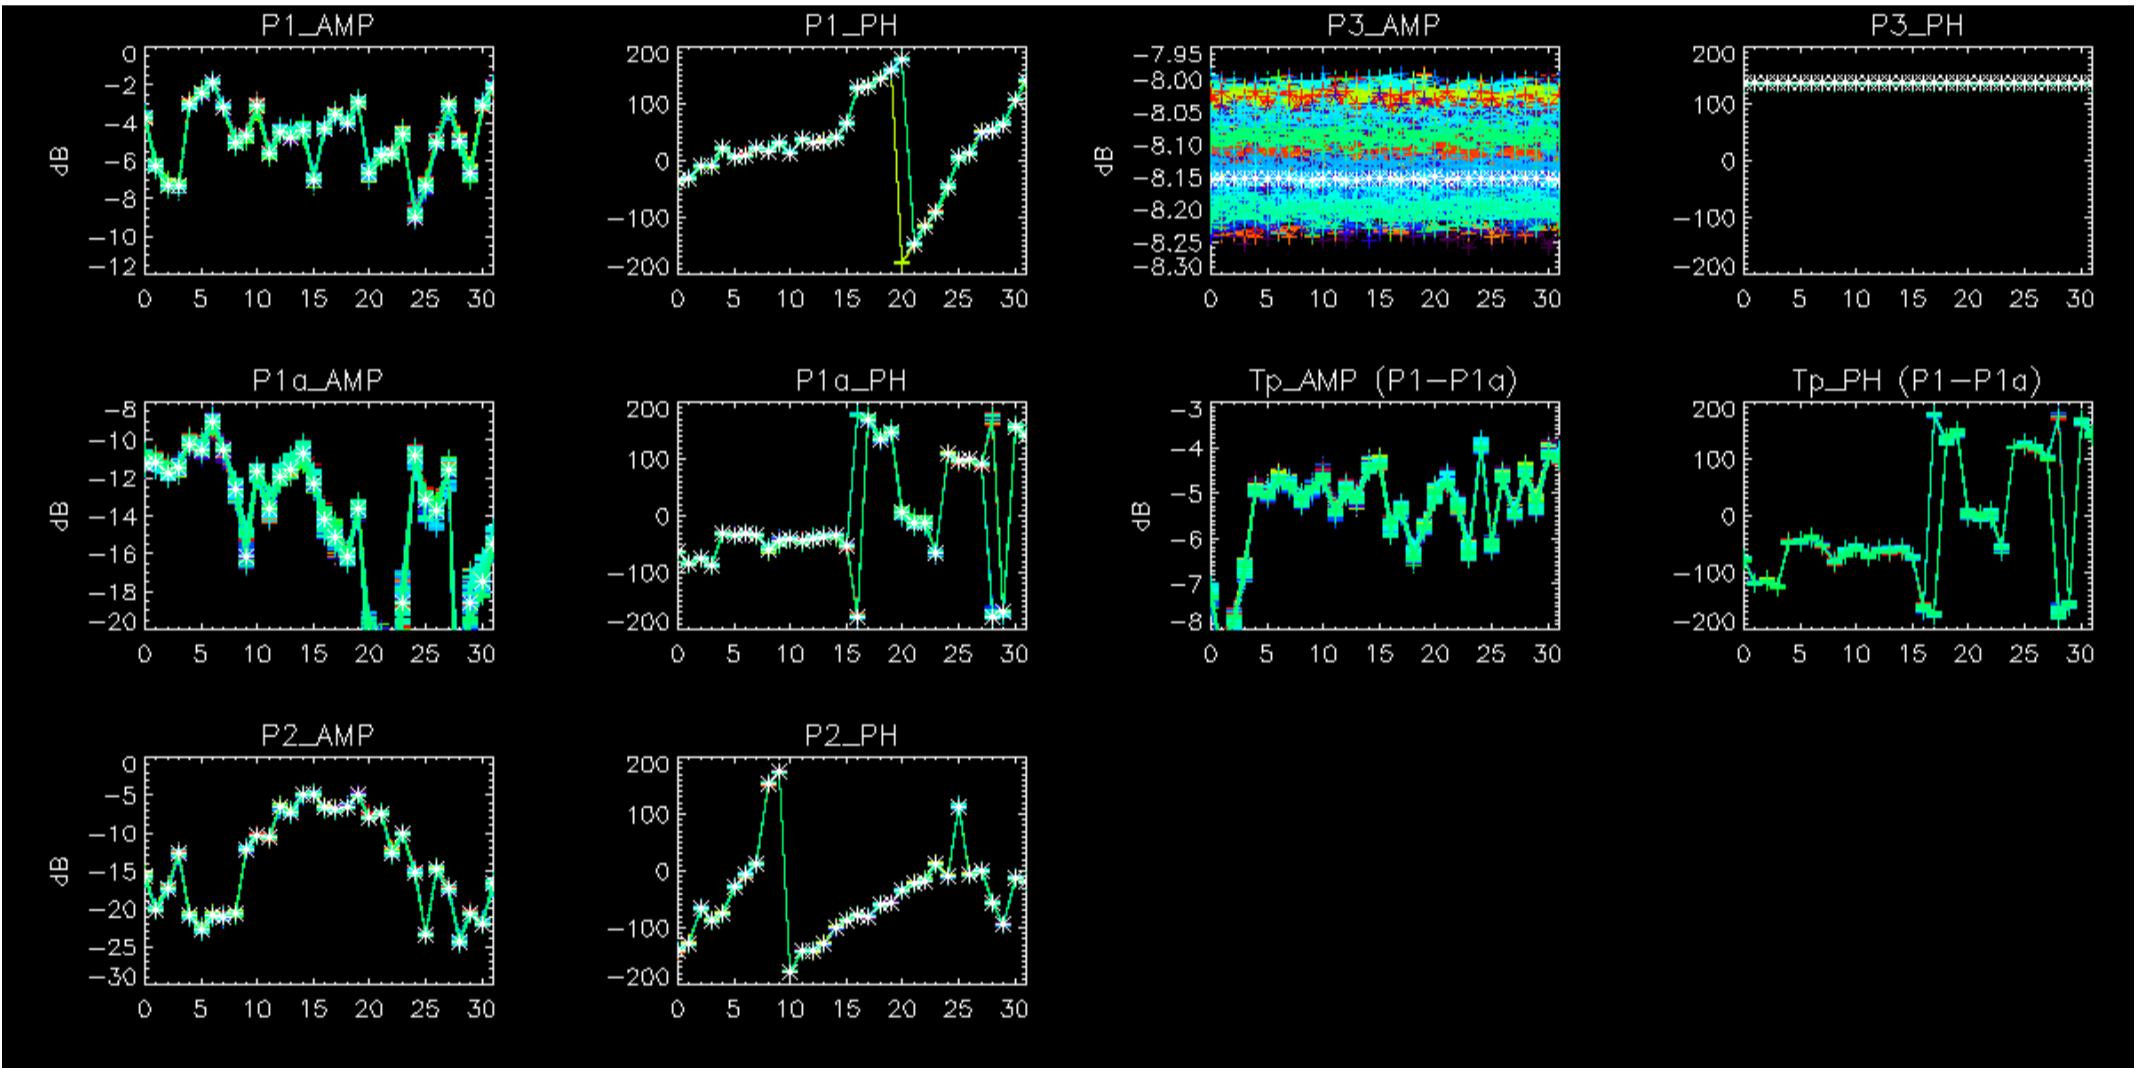 P1_AMP P1_PH P3_AMP P3_PH
0 200 -7.95 200
-2 100 -8.00 100
-4 0 -8.05 0
-6 -100 -8.10 -100
-8 -200 -8.15 -200
-10 -8.20
-12 -8.25
-8.30
dB dB
0 5 10 15 20 25 30 0 5 10 15 20 25 30 0 5 10 15 20 25 30 0 5 10 15 20 25 30
P1a_AMP P1a_PH Tp_AMP (P1-P1a) Tp_PH (P1-P1a)
-8 200 -3 200
-10 100 -4 100
-12 0 -5 0
-14 -100 -6 -100
-16 -200 -7 -200
-18 -8
-20
dB dB
0 5 10 15 20 25 30 0 5 10 15 20 25 30 0 5 10 15 20 25 30 0 5 10 15 20 25 30
P2_AMP P2_PH
0 200
-5 100
-10 0
-15 -100
-20 -200
-25
-30
dB
0 5 10 15 20 25 30 0 5 10 15 20 25 30